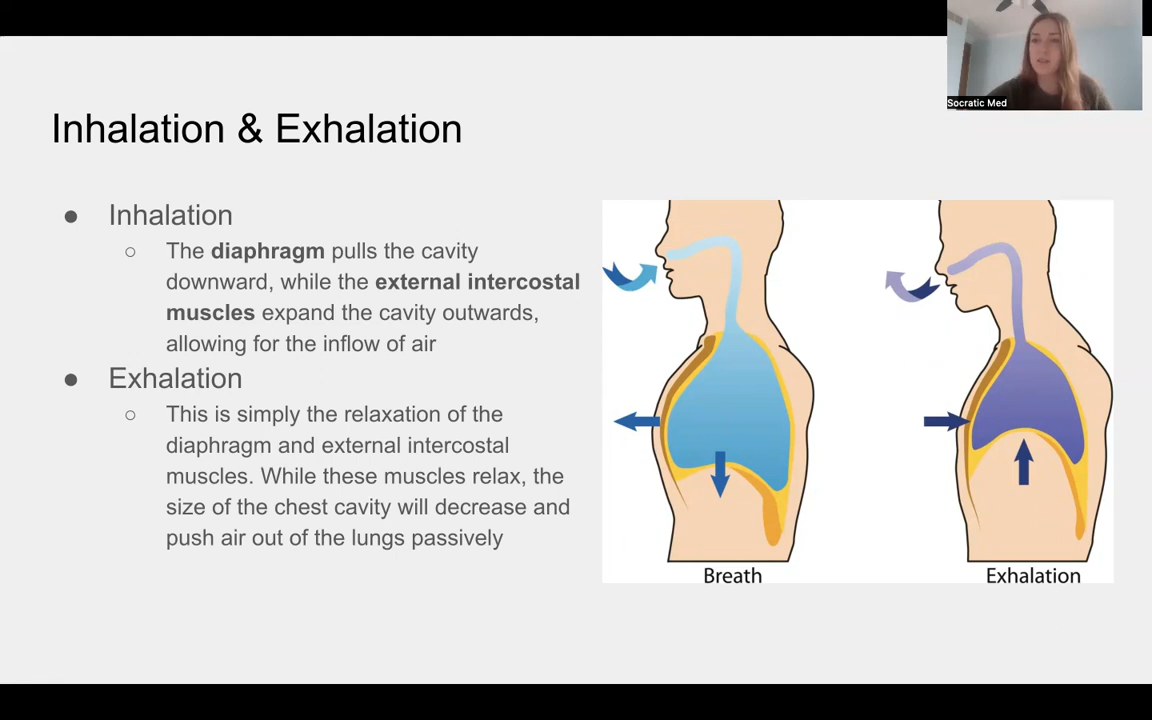 Socratic Med
Inhalation & Exhalation
● Inhalation
○ The diaphragm pulls the cavity
downward, while the external intercostal
muscles expand the cavity outwards,
allowing for the inflow of air
● Exhalation
○ This is simply the relaxation of the
diaphragm and external intercostal
muscles. While these muscles relax, the
size of the chest cavity will decrease and
push air out of the lungs passively
Breath
Exhalation